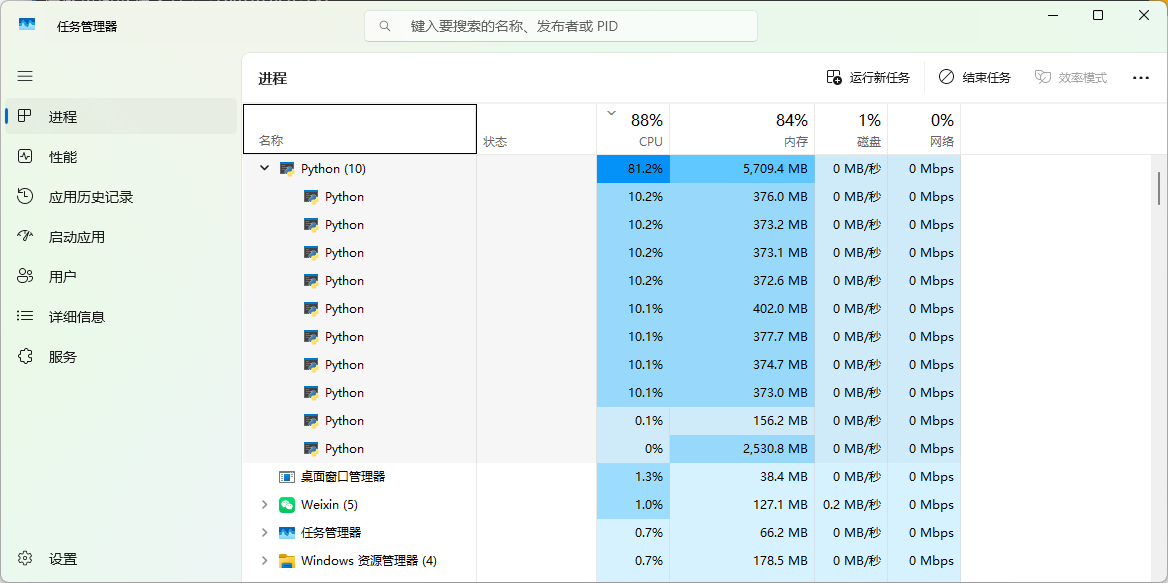 任务管理器
键入要搜索的名称、发布者或 PID
进程
性能
应用历史记录
启动应用
用户
详细信息
服务
设置
进程
运行新任务 结束任务 效率模式
88% 84% 1% 0%
名称 状态 CPU 内存 磁盘 网络
Python (10) 81.2% 5,709.4 MB 0 MB/秒 0 Mbps
Python 10.2% 376.0 MB 0 MB/秒 0 Mbps
Python 10.2% 373.2 MB 0 MB/秒 0 Mbps
Python 10.2% 373.1 MB 0 MB/秒 0 Mbps
Python 10.2% 372.6 MB 0 MB/秒 0 Mbps
Python 10.1% 402.0 MB 0 MB/秒 0 Mbps
Python 10.1% 377.7 MB 0 MB/秒 0 Mbps
Python 10.1% 374.7 MB 0 MB/秒 0 Mbps
Python 10.1% 373.0 MB 0 MB/秒 0 Mbps
Python 0.1% 156.2 MB 0 MB/秒 0 Mbps
Python 0% 2,530.8 MB 0 MB/秒 0 Mbps
桌面窗口管理器 1.3% 38.4 MB 0 MB/秒 0 Mbps
Weixin (5) 1.0% 127.1 MB 0.2 MB/秒 0 Mbps
任务管理器 0.7% 66.2 MB 0 MB/秒 0 Mbps
Windows 资源管理器 (4) 0.7% 178.5 MB 0 MB/秒 0 Mbps